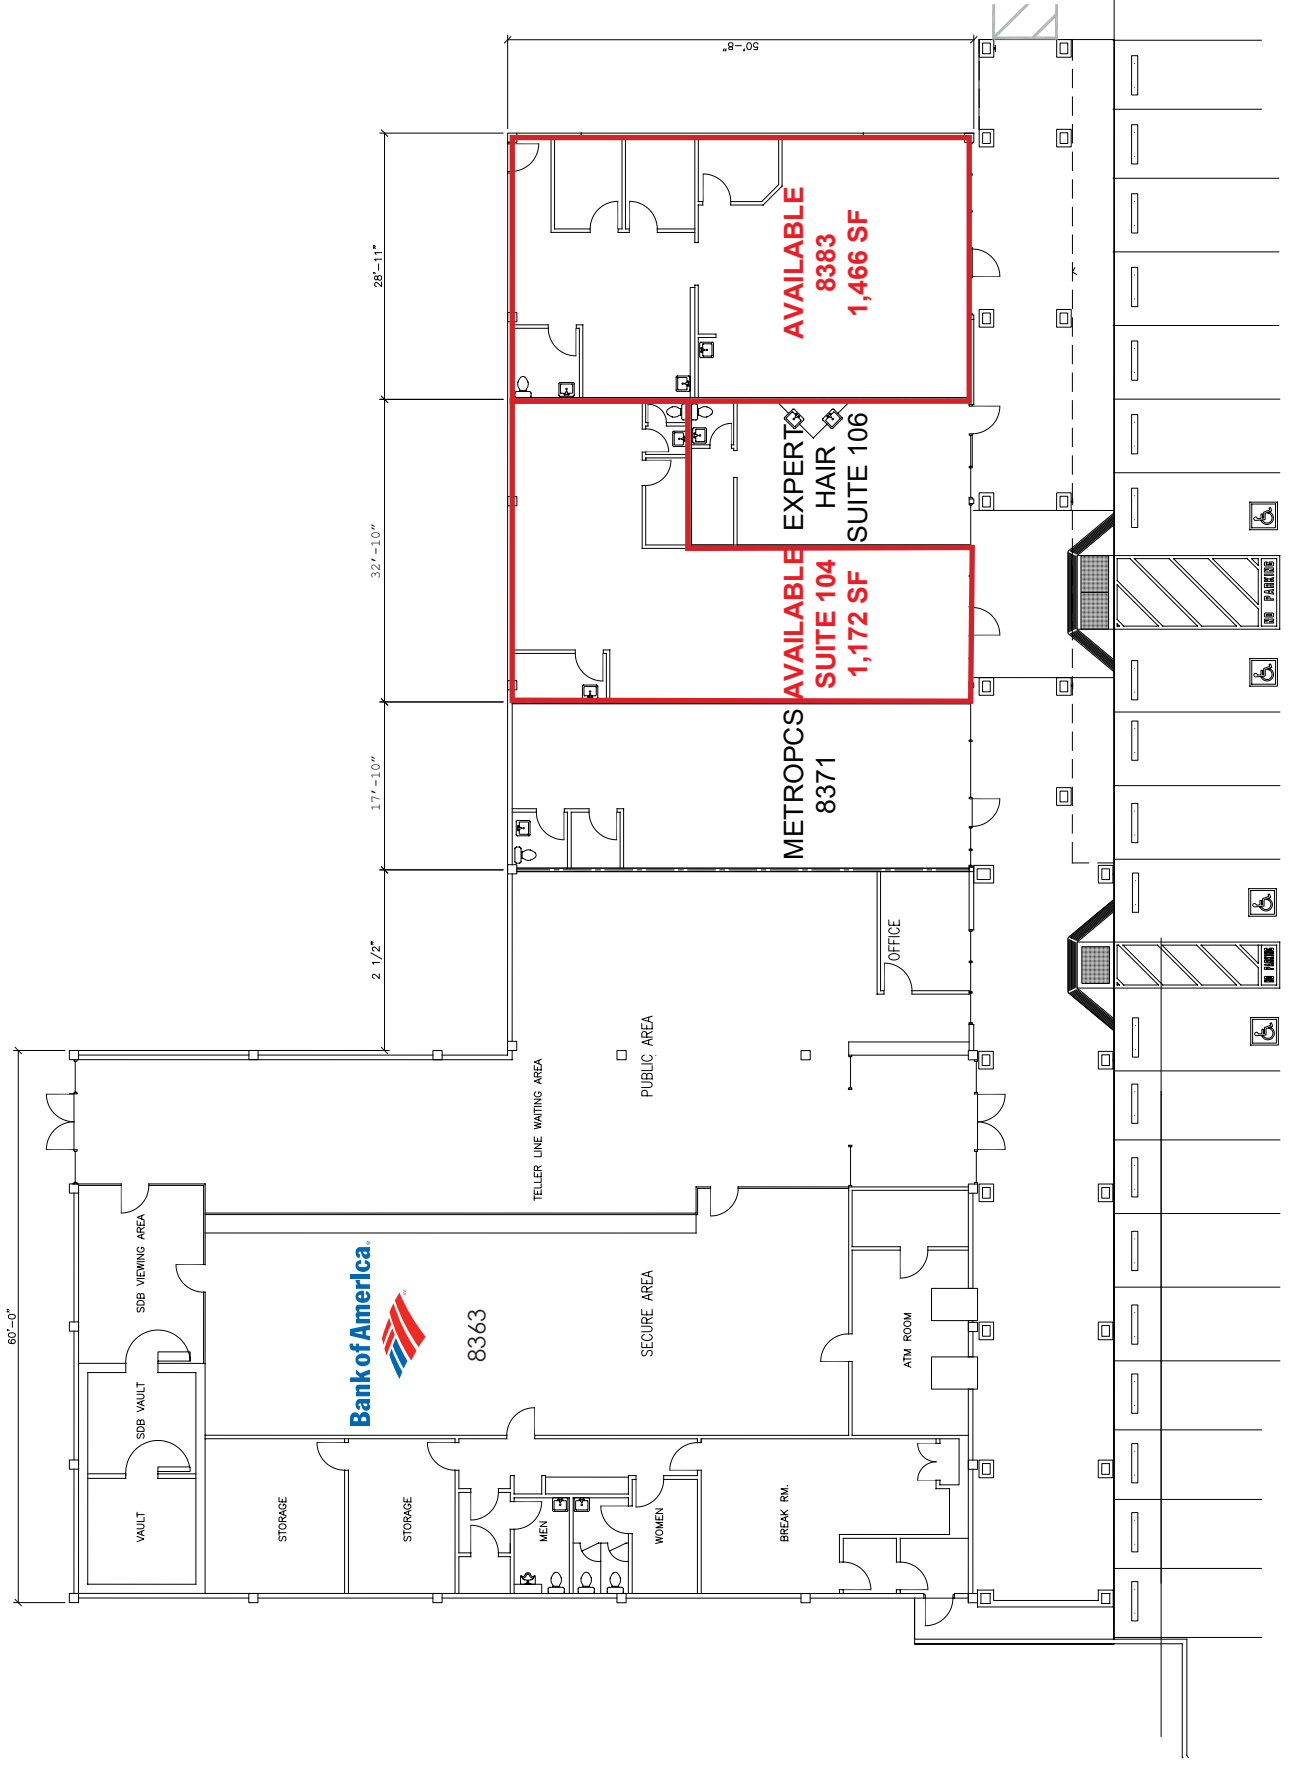 50'-8"
28'-11"
32'-10"
17'-10"
2 1/2"
60'-0"
AVAILABLE
8383
1,466 SF
EXPERT
HAIR
SUITE 106
AVAILABLE
SUITE 104
1,172 SF
METROPCS
8371
OFFICE
PUBLIC AREA
TELLER LINE WAITING AREA
SDB VIEWING AREA
Bank of America
8363
SECURE AREA
ATM ROOM
SDB VAULT
VAULT
STORAGE
STORAGE
MEN
WOMEN
BREAK RM.
NO PARKING
NO PARKING